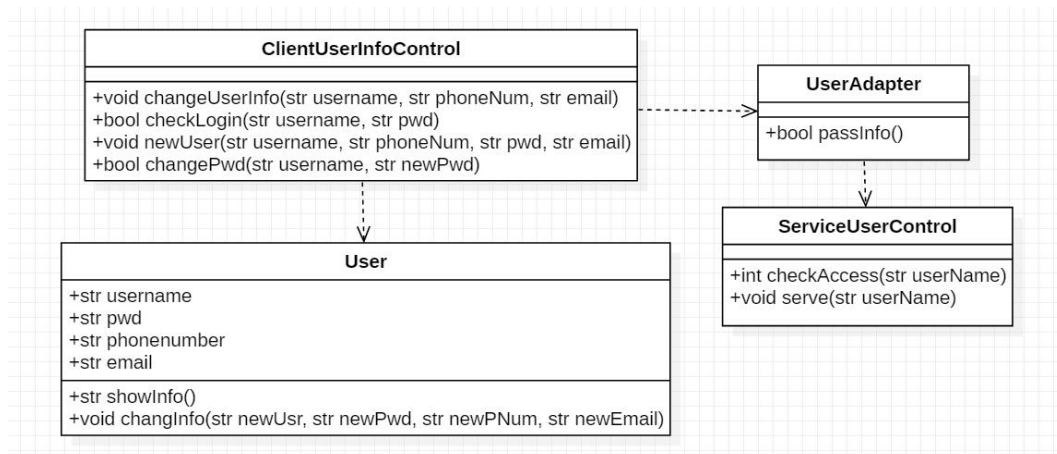 ClientUserInfoControl
+void changeUserInfo(str username, str phoneNum, str email)
+bool checkLogin(str username, str pwd)
+void newUser(str username, str phoneNum, str pwd, str email)
+bool changePwd(str username, str newPwd)
UserAdapter
+bool passInfo()
ServiceUserControl
+int checkAccess(str userName)
+void serve(str userName)
User
+str username
+str pwd
+str phonenumber
+str email
+str showInfo()
+void changInfo(str newUsr, str newPwd, str newPNum, str newEmail)